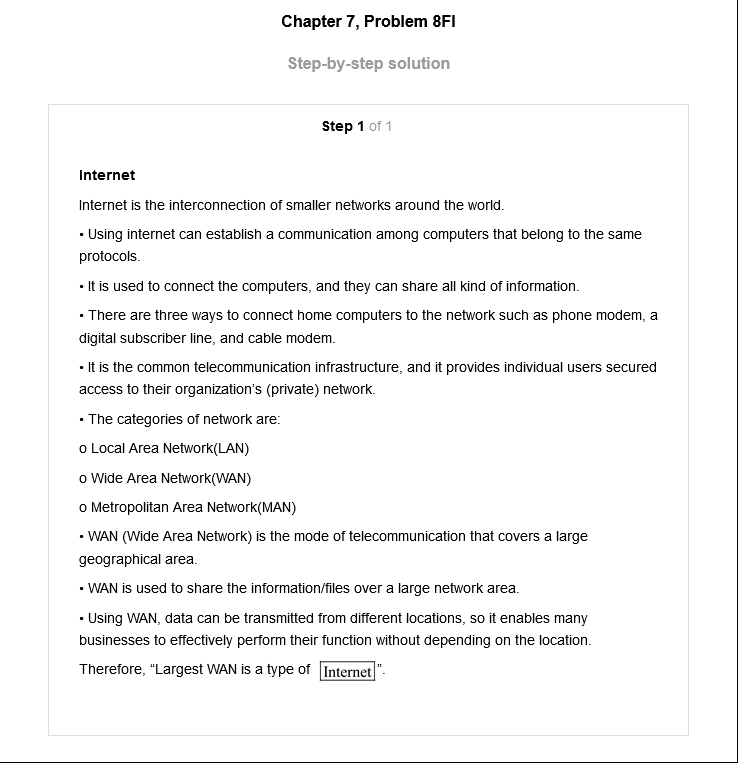 Chapter 7, Problem 8FI
Step-by-step solution
Step 1 of 1
Internet
Internet is the interconnection of smaller networks around the world.
• Using internet can establish a communication among computers that belong to the same
protocols.
• It is used to connect the computers, and they can share all kind of information.
• There are three ways to connect home computers to the network such as phone modem, a
digital subscriber line, and cable modem.
• It is the common telecommunication infrastructure, and it provides individual users secured
access to their organization's (private) network.
• The categories of network are:
o Local Area Network(LAN)
o Wide Area Network(WAN)
o Metropolitan Area Network(MAN)
• WAN (Wide Area Network) is the mode of telecommunication that covers a large
geographical area.
• WAN is used to share the information/files over a large network area.
• Using WAN, data can be transmitted from different locations, so it enables many
businesses to effectively perform their function without depending on the location.
Therefore, “Largest WAN is a type of Internet”.